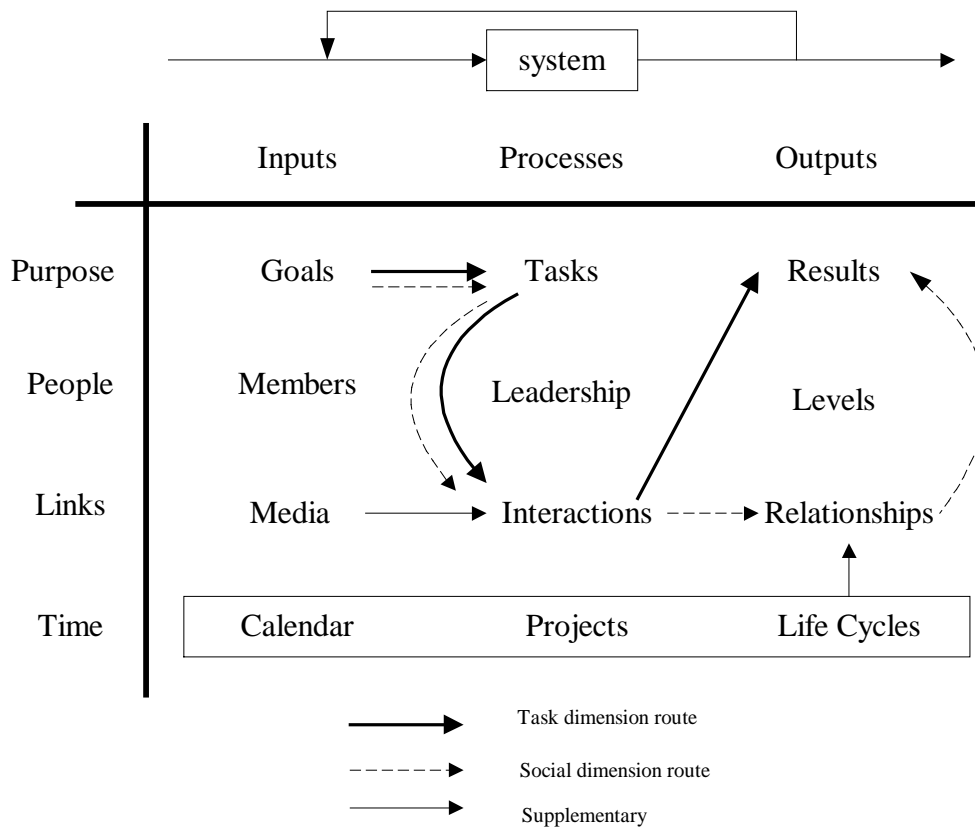 system
Inputs Processes Outputs
Purpose Goals Tasks Results
People Members Leadership Levels
Links Media Interactions Relationships
Time Calendar Projects Life Cycles
Task dimension route
Social dimension route
Supplementary